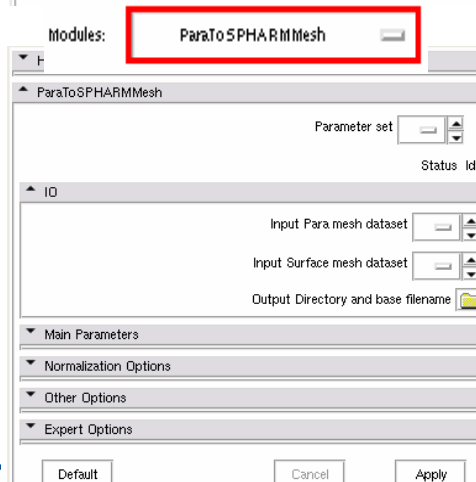 Modules: ParaToSPHARMMesh
H
ParaToSPHARMMesh
Parameter set
Status Id
IO
Input Para mesh dataset
Input Surface mesh dataset
Output Directory and base filename
Main Parameters
Normalization Options
Other Options
Expert Options
Default Cancel Apply